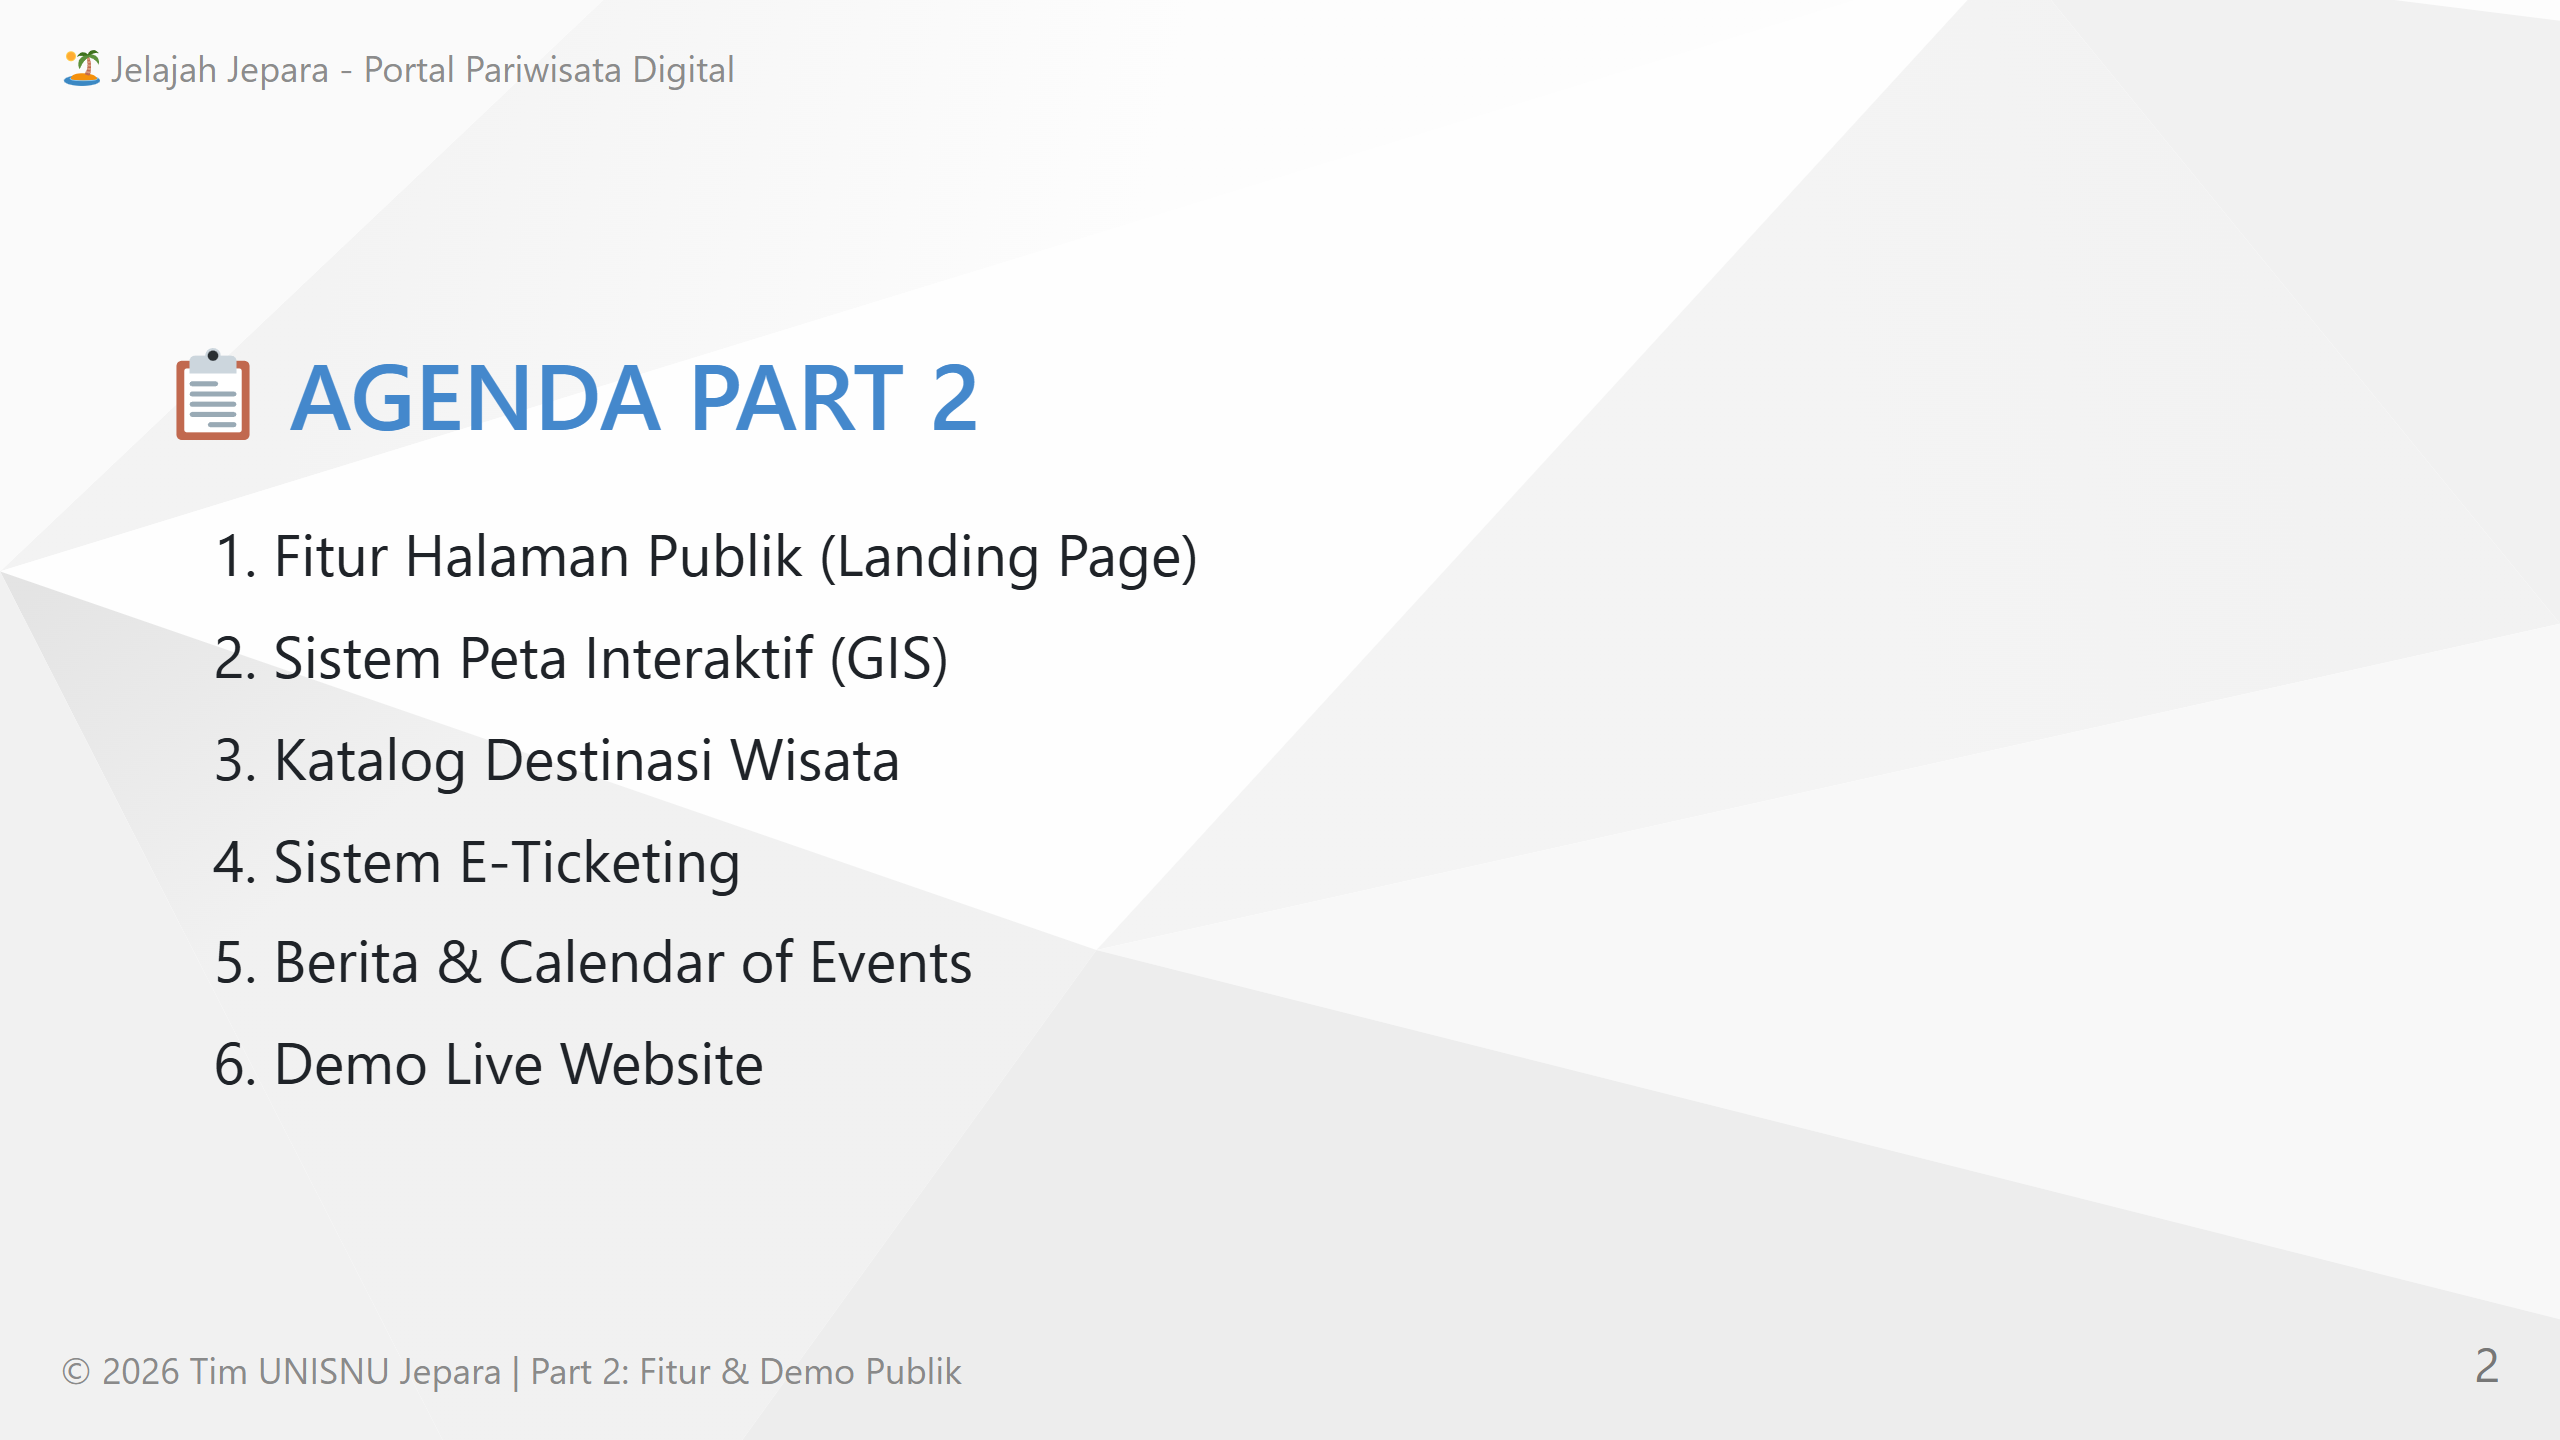 Jelajah Jepara - Portal Pariwisata Digital
AGENDA PART 2
1. Fitur Halaman Publik (Landing Page)
2. Sistem Peta Interaktif (GIS)
3. Katalog Destinasi Wisata
4. Sistem E-Ticketing
5. Berita & Calendar of Events
6. Demo Live Website
© 2026 Tim UNISNU Jepara | Part 2: Fitur & Demo Publik
2